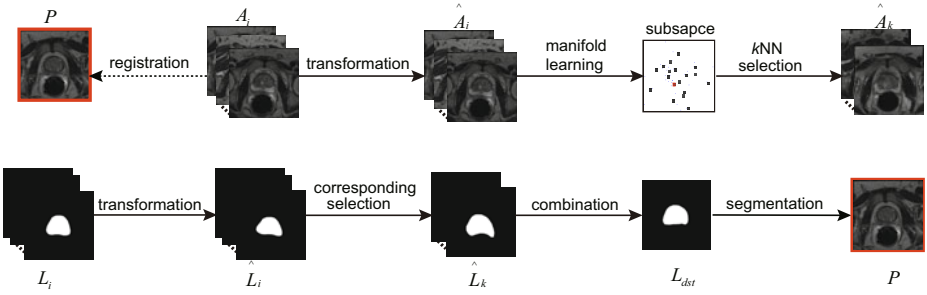 P
A_i
Â_i
subsapce
Â_k
registration
transformation
manifold
learning
kNN
selection
transformation
corresponding
selection
combination
segmentation
L_i
L̂_i
L̂_k
L_dst
P